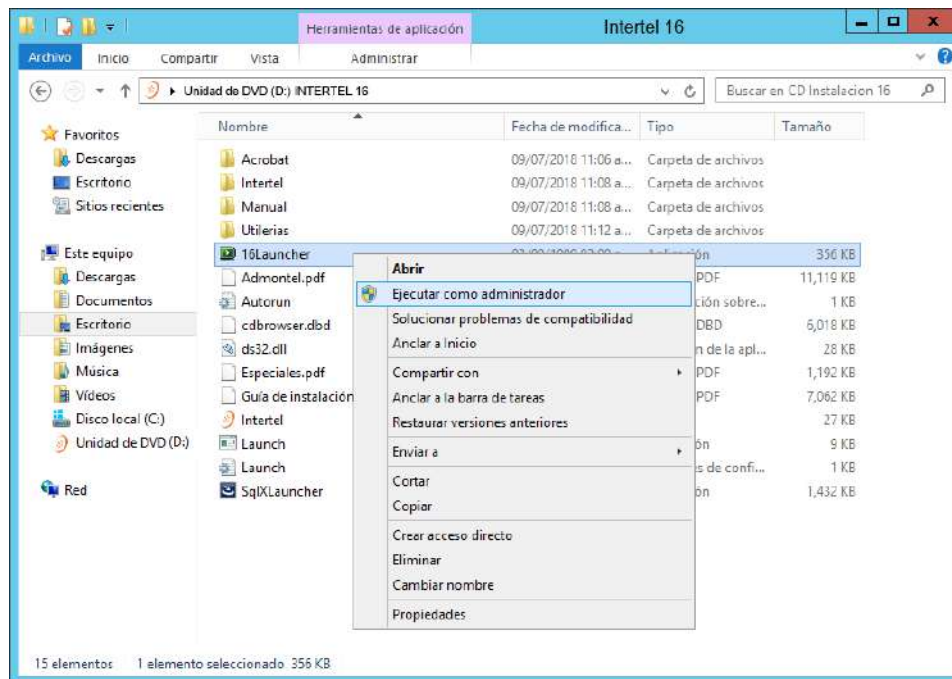 Herramientas de aplicación
Intertel 16
Archivo Inicio Compartir Vista Administrar
Unidad de DVD (D:) INTERTEL 16
Buscar en CD Instalacion 16
Nombre Fecha de modifica... Tipo Tamaño
Favoritos
Descargas
Escritorio
Sitios recientes
Este equipo
Descargas
Documentos
Escritorio
Imágenes
Música
Vídeos
Disco local (C:)
Unidad de DVD (D:)
Red
Acrobat 09/07/2018 11:06 a... Carpeta de archivos
Intertel 09/07/2018 11:08 a... Carpeta de archivos
Manual 09/07/2018 11:08 a... Carpeta de archivos
Utilerias 09/07/2018 11:12 a... Carpeta de archivos
16Launcher 356 KB
Admontel.pdf PDF 11,119 KB
Autorun ción sobre... 1 KB
cdbrowser.dbd DBD 6,018 KB
ds32.dll n de la apl... 28 KB
Especiales.pdf PDF 1,192 KB
Guía de instalación PDF 7,062 KB
Intertel 27 KB
Launch ón 9 KB
Launch s de confi... 1 KB
SqlXLauncher ón 1,432 KB
Abrir
Ejecutar como administrador
Solucionar problemas de compatibilidad
Anclar a Inicio
Compartir con
Anclar a la barra de tareas
Restaurar versiones anteriores
Enviar a
Cortar
Copiar
Crear acceso directo
Eliminar
Cambiar nombre
Propiedades
15 elementos 1 elemento seleccionado 356 KB